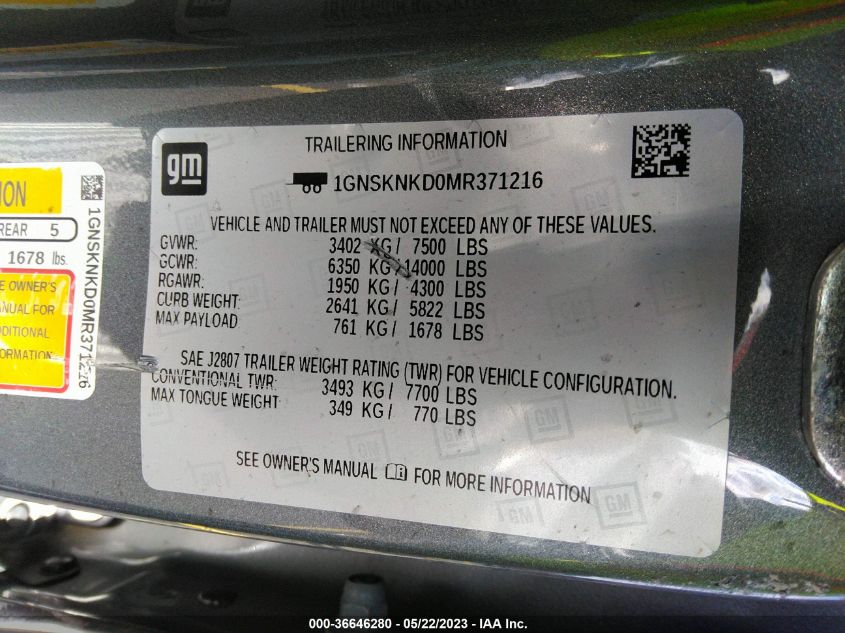 gm
TRAILERING INFORMATION
1GNSKNKD0MR371216
VEHICLE AND TRAILER MUST NOT EXCEED ANY OF THESE VALUES.
GVWR: 3402 KG / 7500 LBS
GCWR: 6350 KG / 14000 LBS
RGAWR: 1950 KG / 4300 LBS
CURB WEIGHT: 2641 KG / 5822 LBS
MAX PAYLOAD 761 KG / 1678 LBS
SAE J2807 TRAILER WEIGHT RATING (TWR) FOR VEHICLE CONFIGURATION.
CONVENTIONAL TWR: 3493 KG / 7700 LBS
MAX TONGUE WEIGHT 349 KG / 770 LBS
SEE OWNER'S MANUAL FOR MORE INFORMATION
REAR 5
1678 lbs.
OWNER'S
FOR
1GNSKNKD0MR371216
000-36646280 - 05/22/2023 - IAA Inc.